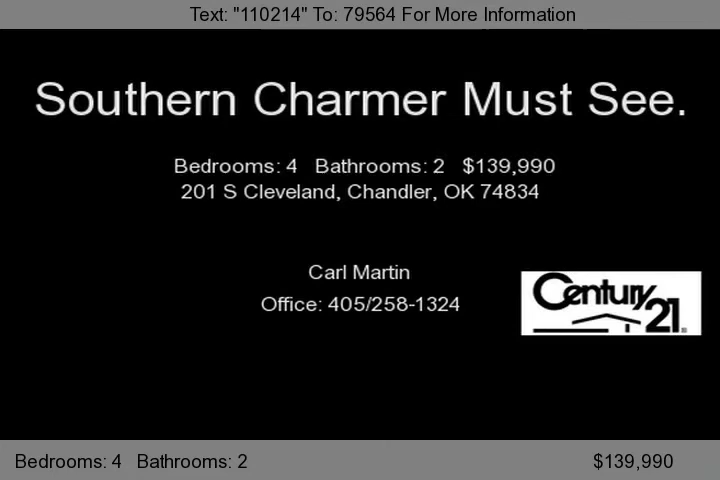 Text: "110214" To: 79564 For More Information
Southern Charmer Must See.
Bedrooms: 4 Bathrooms: 2 $139,990
201 S Cleveland, Chandler, OK 74834
Carl Martin
Office: 405/258-1324
Century 21
Bedrooms: 4 Bathrooms: 2 $139,990